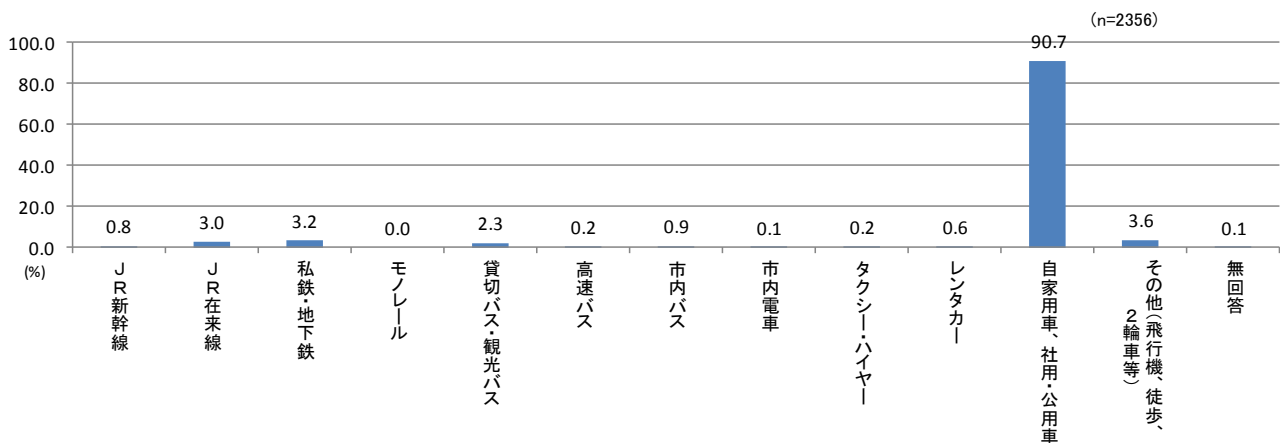 (n=2356)
100.0
80.0
60.0
40.0
20.0
0.0
(%)
0.8
3.0
3.2
0.0
2.3
0.2
0.9
0.1
0.2
0.6
90.7
3.6
0.1
ＪＲ新幹線
ＪＲ在来線
私鉄・地下鉄
モノレール
貸切バス・観光バス
高速バス
市内バス
市内電車
タクシー・ハイヤー
レンタカー
自家用車、社用・公用車
その他(飛行機、徒歩、
２輪車等)
無回答